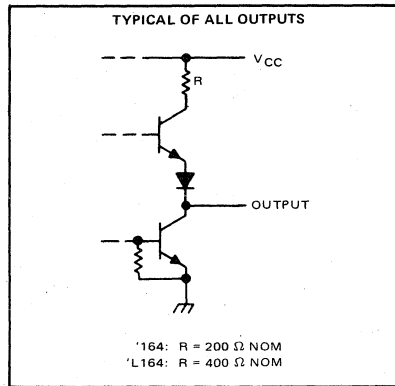 TYPICAL OF ALL OUTPUTS
VCC
R
OUTPUT
'164: R = 200 Ω NOM
'L164: R = 400 Ω NOM